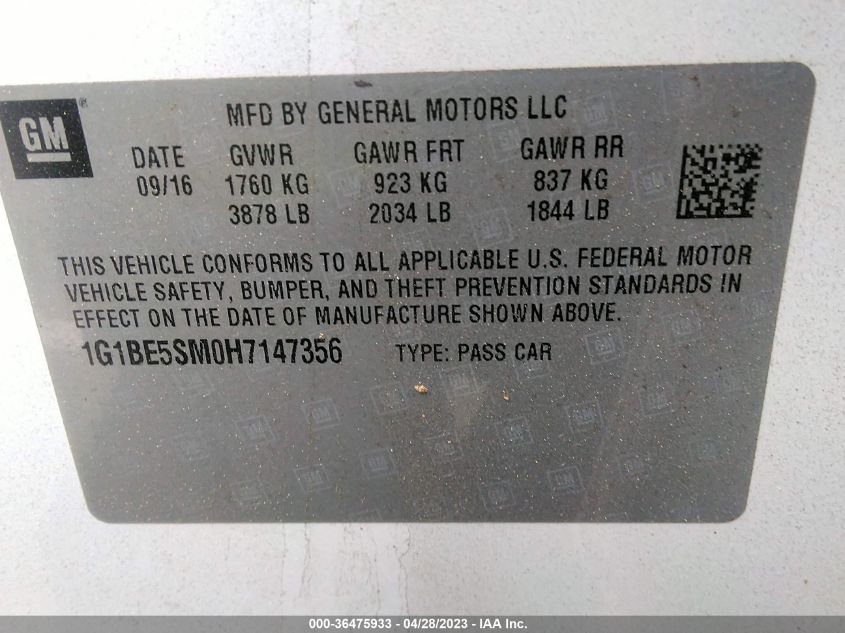 GM
MFD BY GENERAL MOTORS LLC
DATE GVWR GAWR FRT GAWR RR
09/16 1760 KG 923 KG 837 KG
3878 LB 2034 LB 1844 LB
THIS VEHICLE CONFORMS TO ALL APPLICABLE U.S. FEDERAL MOTOR
VEHICLE SAFETY, BUMPER, AND THEFT PREVENTION STANDARDS IN
EFFECT ON THE DATE OF MANUFACTURE SHOWN ABOVE.
1G1BE5SM0H7147356 TYPE: PASS CAR
000-36475933 - 04/28/2023 - IAA Inc.